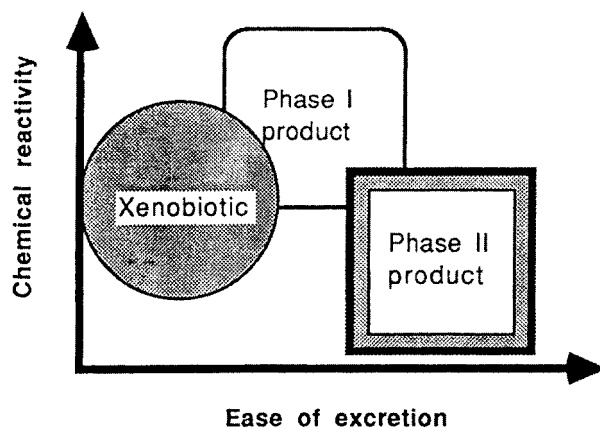 Chemical reactivity
Phase I
product
Xenobiotic
Phase II
product
Ease of excretion